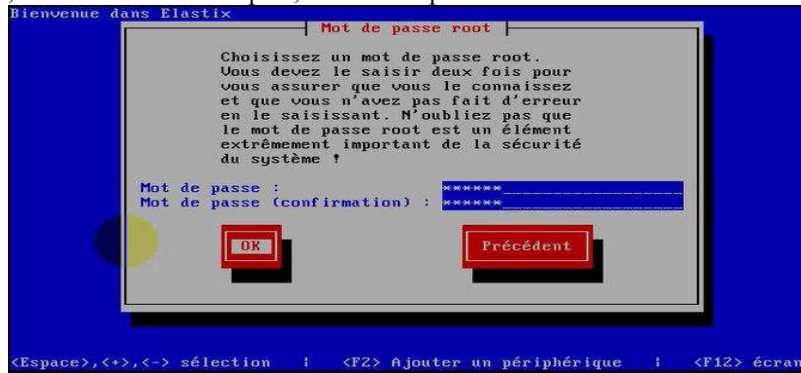 Bienvenue dans Elastix
Mot de passe root
Choisissez un mot de passe root.
Vous devez le saisir deux fois pour
vous assurer que vous le connaissez
et que vous n'avez pas fait d'erreur
en le saisissant. N'oubliez pas que
le mot de passe root est un élément
extrêmement important de la sécurité
du système !
Mot de passe : ******
Mot de passe (confirmation) : ******
OK Précédent
<Espace>,<+>,<-> sélection | <F2> Ajouter un périphérique | <F12> écran